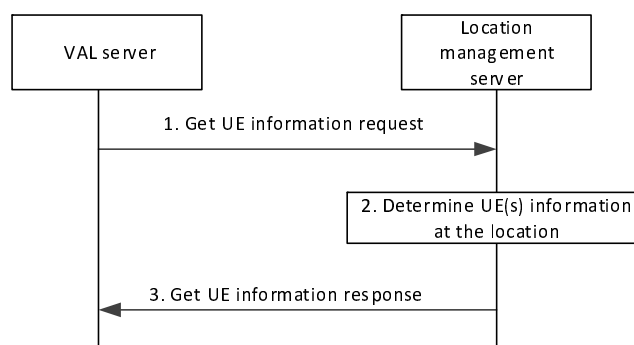 VAL server
Location
management
server
1. Get UE information request
2. Determine UE(s) information
at the location
3. Get UE information response